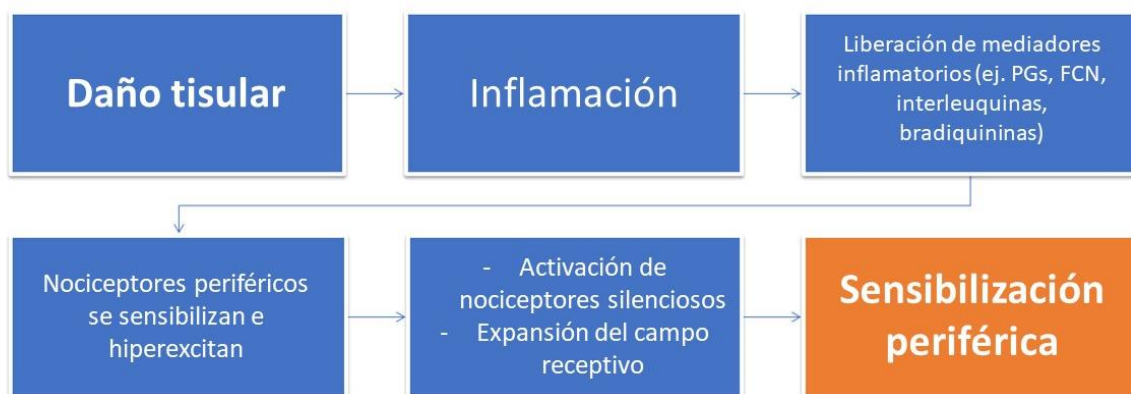 Daño tisular
Inflamación
Liberación de mediadores
inflamatorios (ej. PGs, FCN,
interleuquinas,
bradiquininas)
Nociceptores periféricos
se sensibilizan e
hiperexcitan
- Activación de
nociceptores silenciosos
- Expansión del campo
receptivo
Sensibilización
periférica